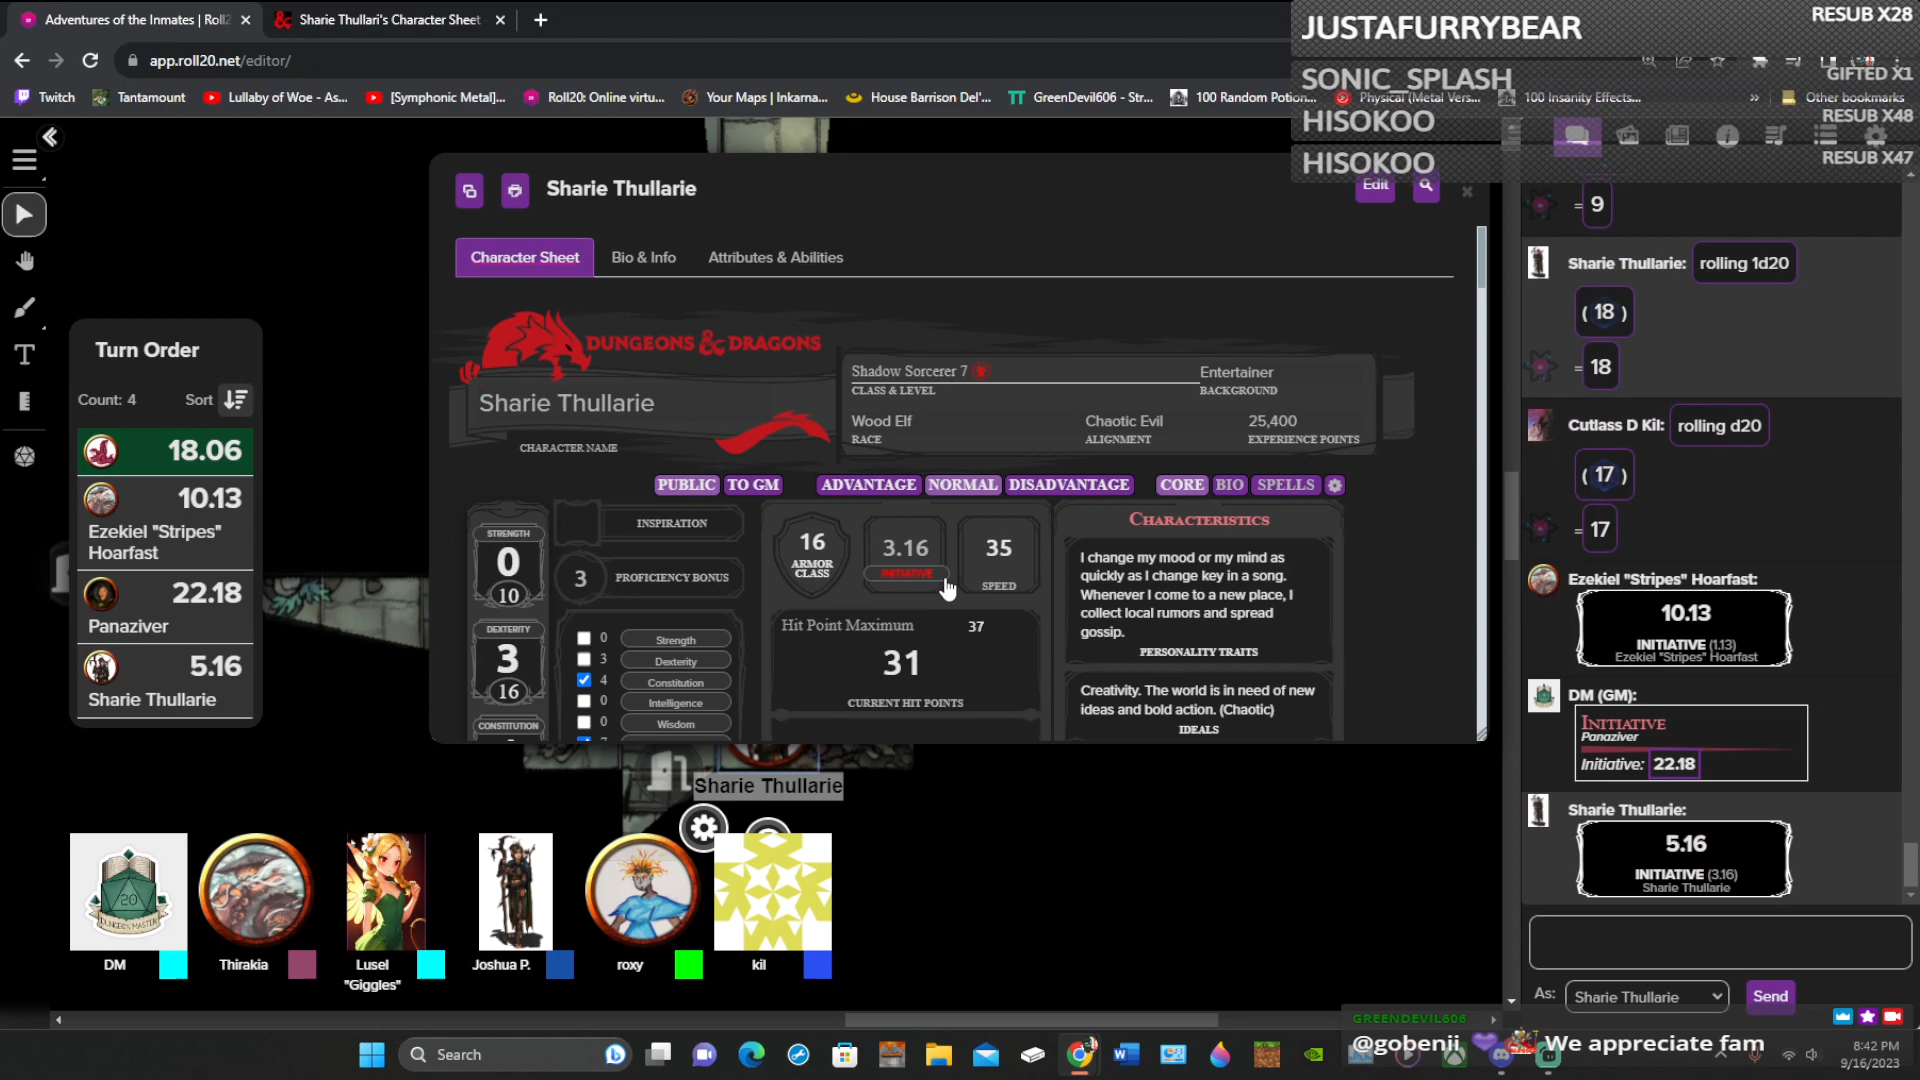 Adventures of the Inmates | Roll2
Sharie Thullari's Character Sheet
app.roll20.net/editor/
Twitch
Tantamount
Lullaby of Woe - As...
[Symphonic Metal]...
Roll20: Online virtu...
Your Maps | Inkarna...
House Barrison Del'...
GreenDevil606 - Str...
100 Random Potion...
Physical (Metal Vers...
100 Insanity Effects...
Other bookmarks
JUSTAFURRYBEAR
RESUB X28
SONIC_SPLASH
GIFTED X1
HISOKOO
RESUB X48
HISOKOO
RESUB X47
Turn Order
Count: 4
Sort
18.06
10.13
Ezekiel "Stripes"
Hoarfast
22.18
Panaziver
5.16
Sharie Thullarie
Sharie Thullarie
Edit
Character Sheet
Bio & Info
Attributes & Abilities
DUNGEONS & DRAGONS
Sharie Thullarie
CHARACTER NAME
Shadow Sorcerer 7
CLASS & LEVEL
Entertainer
BACKGROUND
Wood Elf
RACE
Chaotic Evil
ALIGNMENT
25,400
EXPERIENCE POINTS
PUBLIC
TO GM
ADVANTAGE
NORMAL
DISADVANTAGE
CORE
BIO
SPELLS
STRENGTH
0
10
DEXTERITY
3
16
CONSTITUTION
INSPIRATION
3
PROFICIENCY BONUS
0 Strength
3 Dexterity
4 Constitution
0 Intelligence
0 Wisdom
16
ARMOR
CLASS
3.16
INITIATIVE
35
SPEED
Hit Point Maximum
37
31
CURRENT HIT POINTS
CHARACTERISTICS
I change my mood or my mind as
quickly as I change key in a song.
Whenever I come to a new place, I
collect local rumors and spread
gossip.
PERSONALITY TRAITS
Creativity. The world is in need of new
ideas and bold action. (Chaotic)
IDEALS
Sharie Thullarie
DM
Thirakia
Lusel
"Giggles"
Joshua P.
roxy
kil
=9
Sharie Thullarie: rolling 1d20
(18)
=18
Cutlass D Kil: rolling d20
(17)
=17
Ezekiel "Stripes" Hoarfast:
10.13
INITIATIVE (1.13)
Ezekiel "Stripes" Hoarfast
DM (GM):
INITIATIVE
Panaziver
Initiative: 22.18
Sharie Thullarie:
5.16
INITIATIVE (3.16)
Sharie Thullarie
As: Sharie Thullarie
Send
GREENDEVIL606
@gobenji
We appreciate fam
Search
8:42 PM
9/16/2023